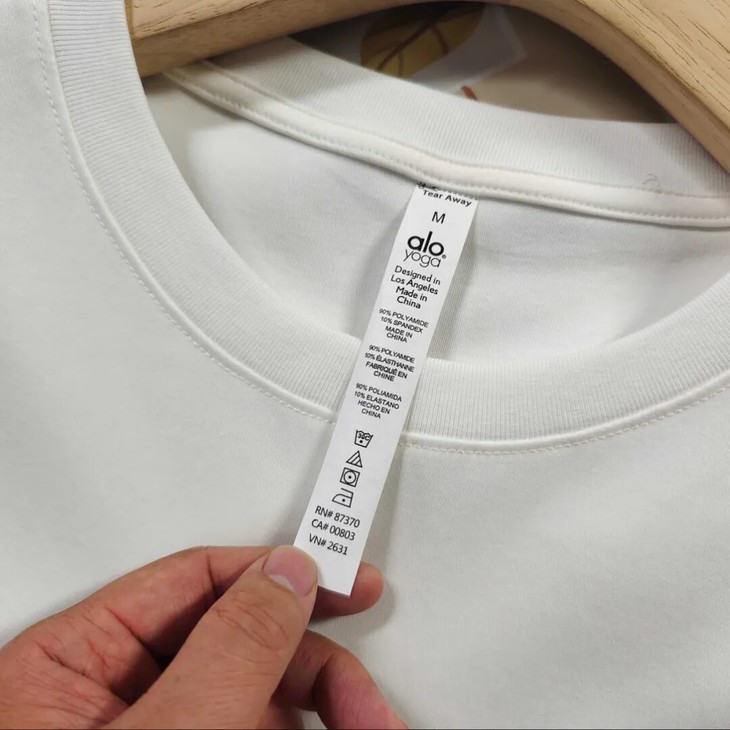 Tear Away
M
alo®
yoga
Designed in
Los Angeles
Made in
China
90% POLYAMIDE
10% SPANDEX
MADE IN
CHINA
90% POLYAMIDE
10% ÉLASTHANNE
FABRIQUÉ EN
CHINE
90% POLIAMIDA
10% ELASTANO
HECHO EN
CHINA
RN# 87370
CA# 00803
VN# 2631